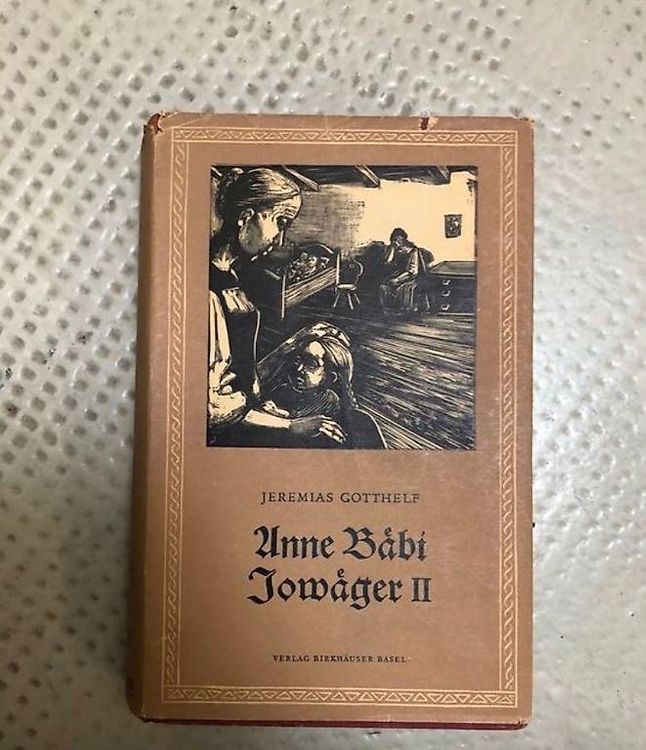 JEREMIAS GOTTHELF
Anne Bäbi
Jowäger II
VERLAG BIRKHÄUSER BASEL